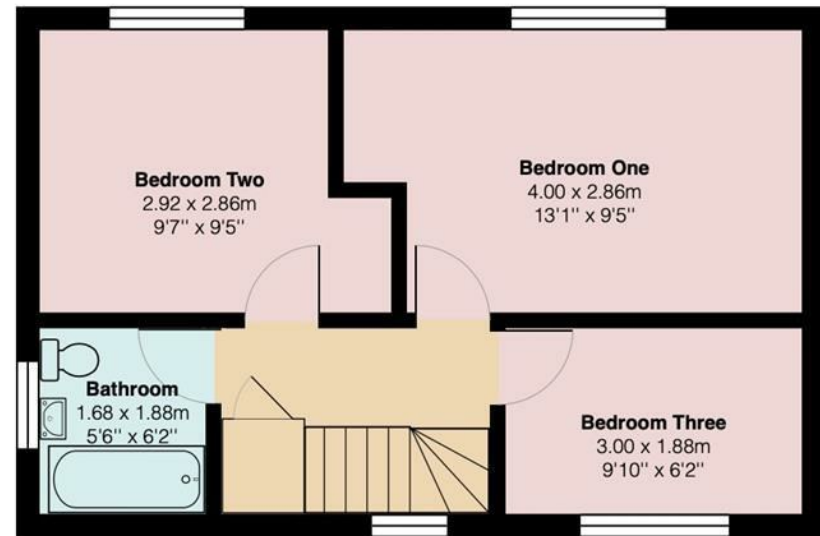 Bedroom Two
2.92 x 2.86m
9'7'' x 9'5''
Bedroom One
4.00 x 2.86m
13'1'' x 9'5''
Bathroom
1.68 x 1.88m
5'6'' x 6'2''
Bedroom Three
3.00 x 1.88m
9'10'' x 6'2''